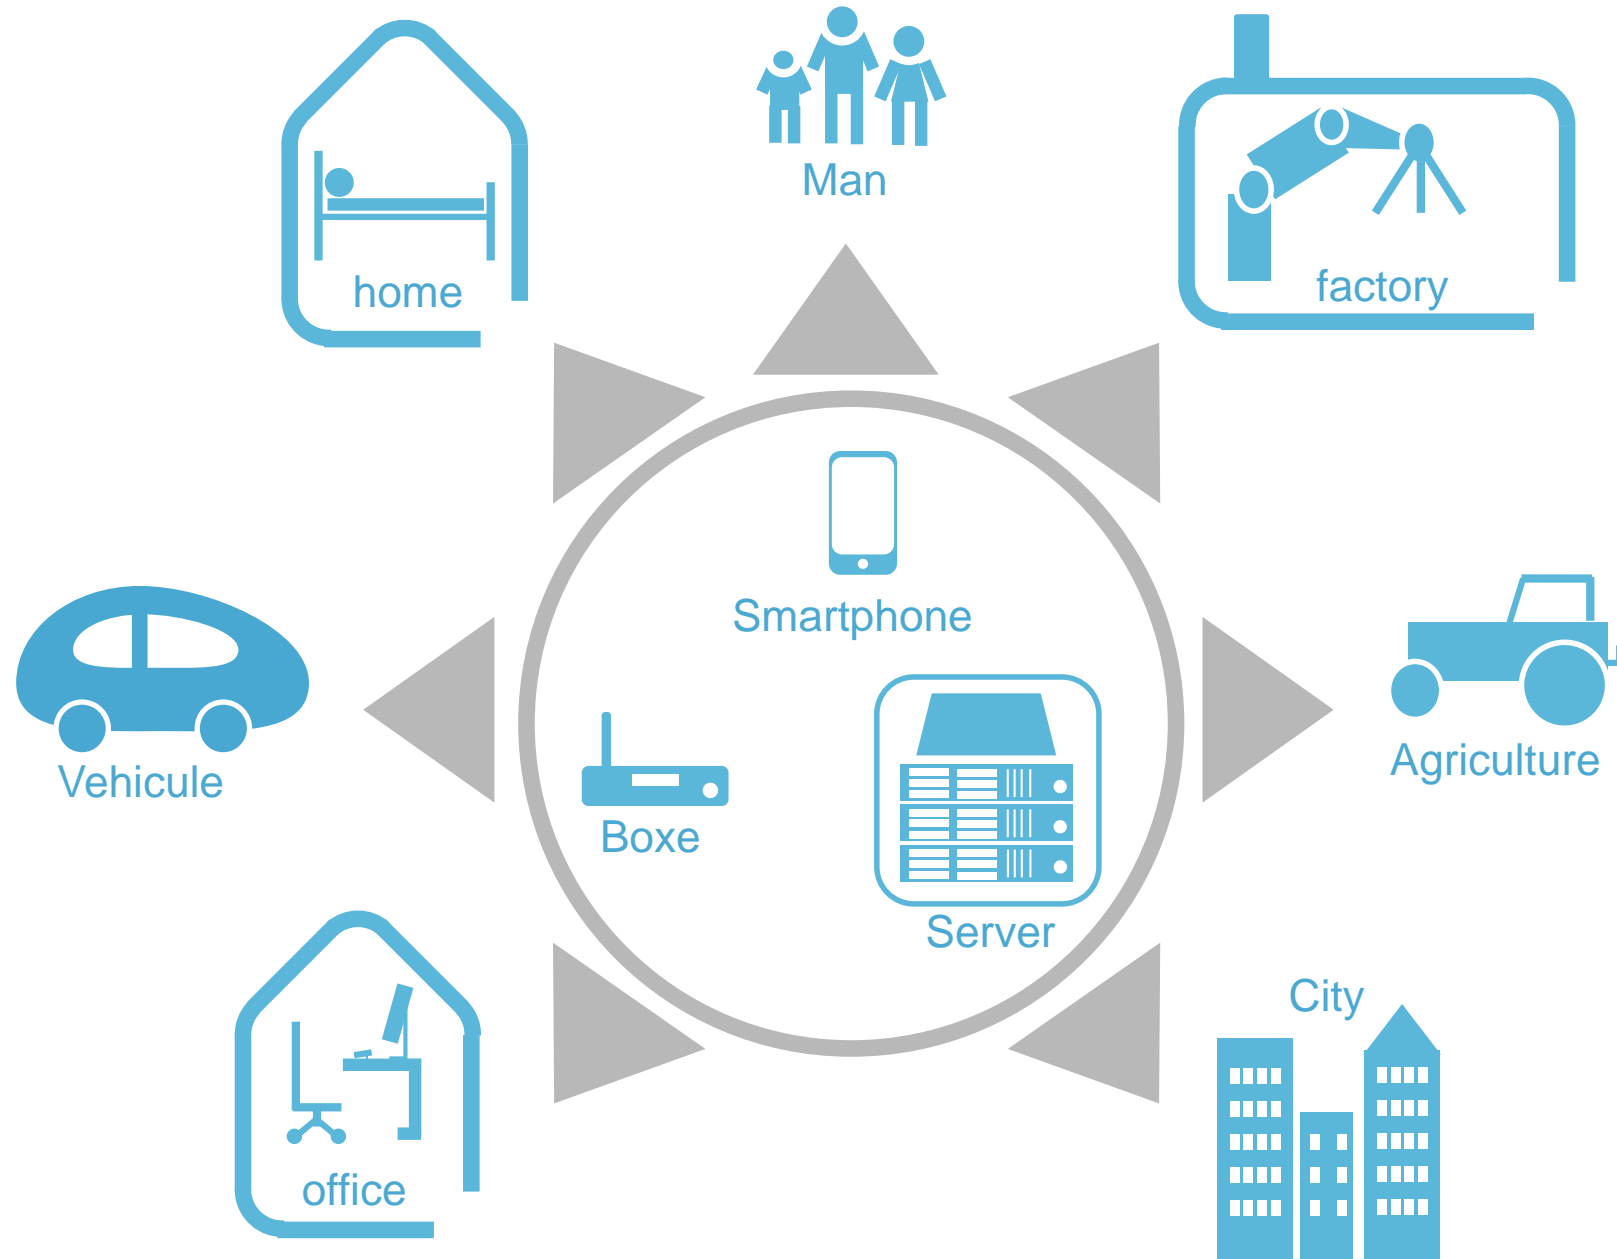 Man
home
factory
Smartphone
Vehicule
Agriculture
Boxe
Server
City
office